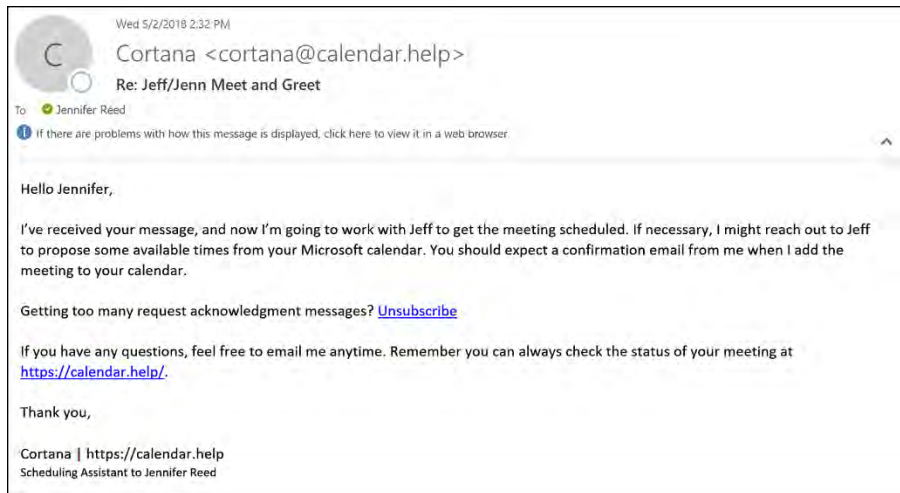 Wed 5/2/2018 2:32 PM
C
Cortana <cortana@calendar.help>
Re: Jeff/Jenn Meet and Greet
To Jennifer Reed
If there are problems with how this message is displayed, click here to view it in a web browser.
Hello Jennifer,
I've received your message, and now I'm going to work with Jeff to get the meeting scheduled. If necessary, I might reach out to Jeff
to propose some available times from your Microsoft calendar. You should expect a confirmation email from me when I add the
meeting to your calendar.
Getting too many request acknowledgment messages? Unsubscribe
If you have any questions, feel free to email me anytime. Remember you can always check the status of your meeting at
https://calendar.help/.
Thank you,
Cortana | https://calendar.help
Scheduling Assistant to Jennifer Reed